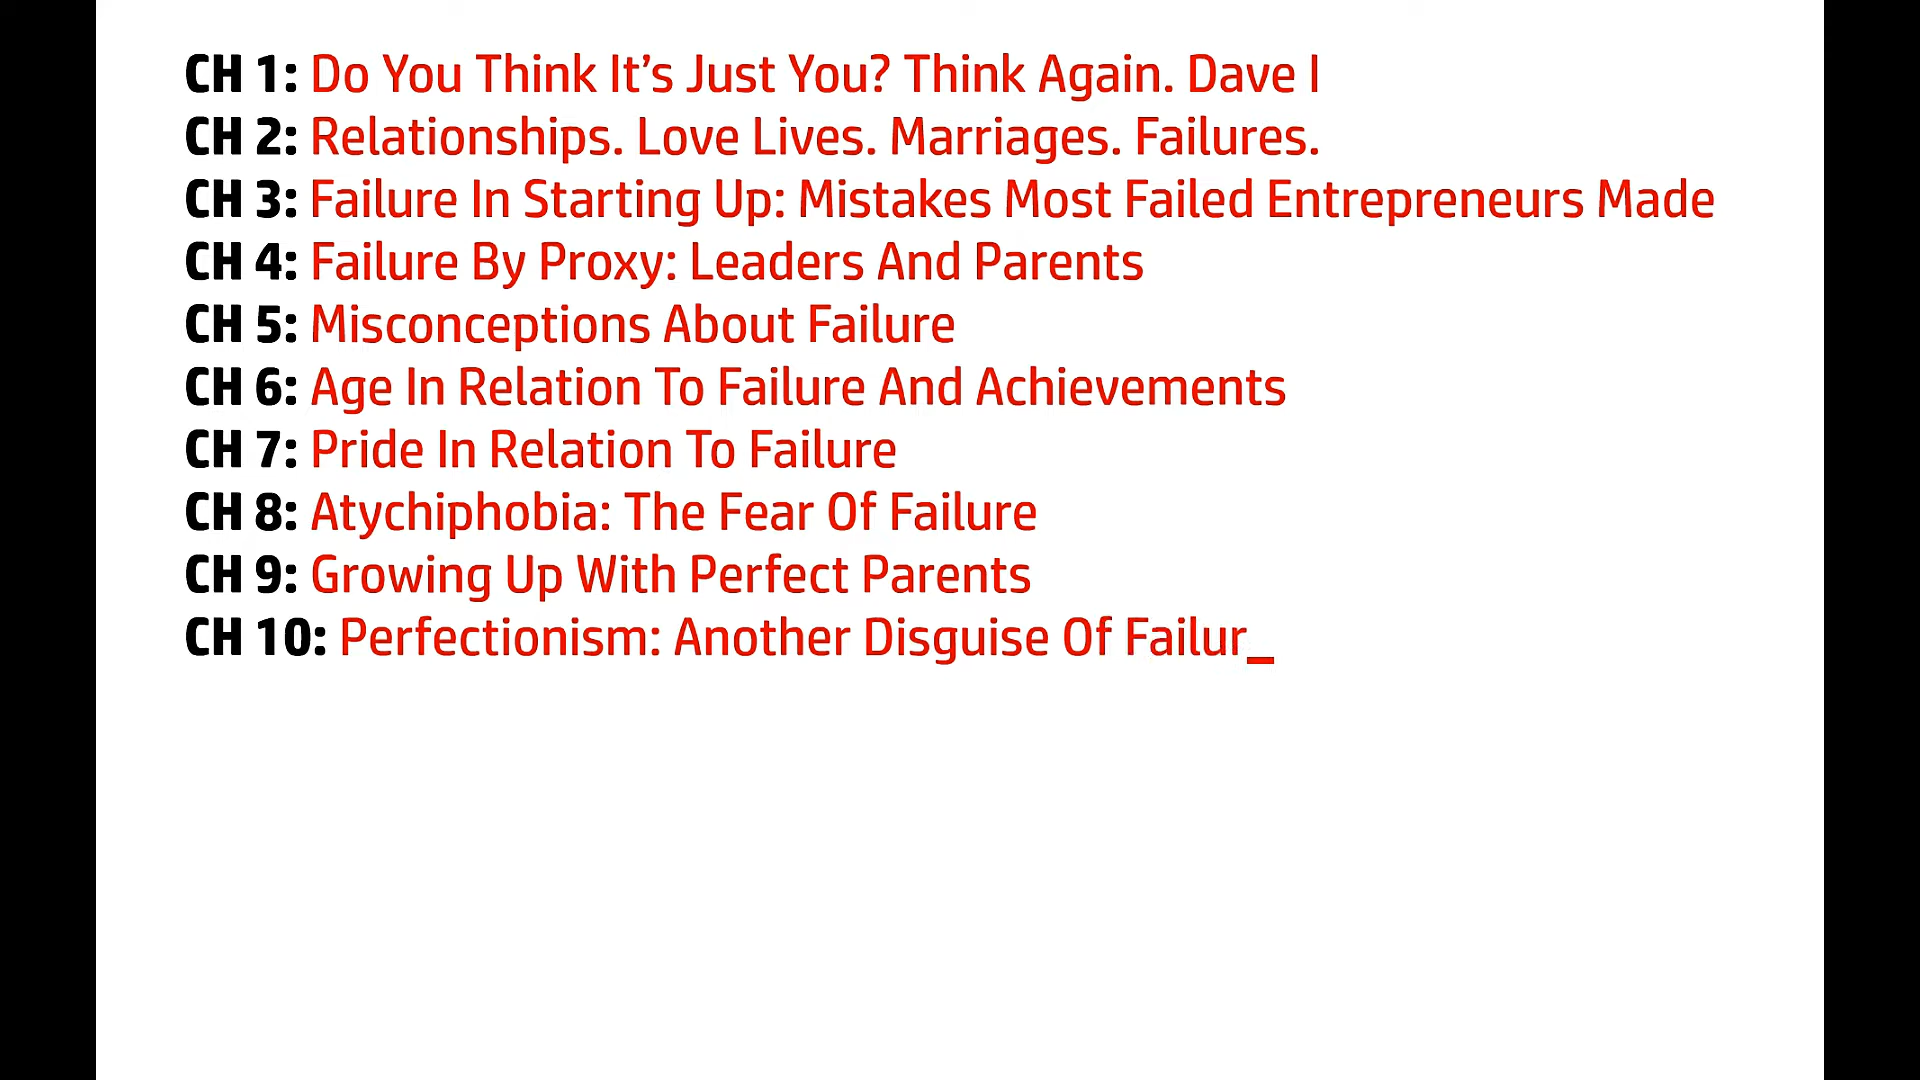 CH 1: Do You Think It’s Just You? Think Again. Dave I
CH 2: Relationships. Love Lives. Marriages. Failures.
CH 3: Failure In Starting Up: Mistakes Most Failed Entrepreneurs Made
CH 4: Failure By Proxy: Leaders And Parents
CH 5: Misconceptions About Failure
CH 6: Age In Relation To Failure And Achievements
CH 7: Pride In Relation To Failure
CH 8: Atychiphobia: The Fear Of Failure
CH 9: Growing Up With Perfect Parents
CH 10: Perfectionism: Another Disguise Of Failur_